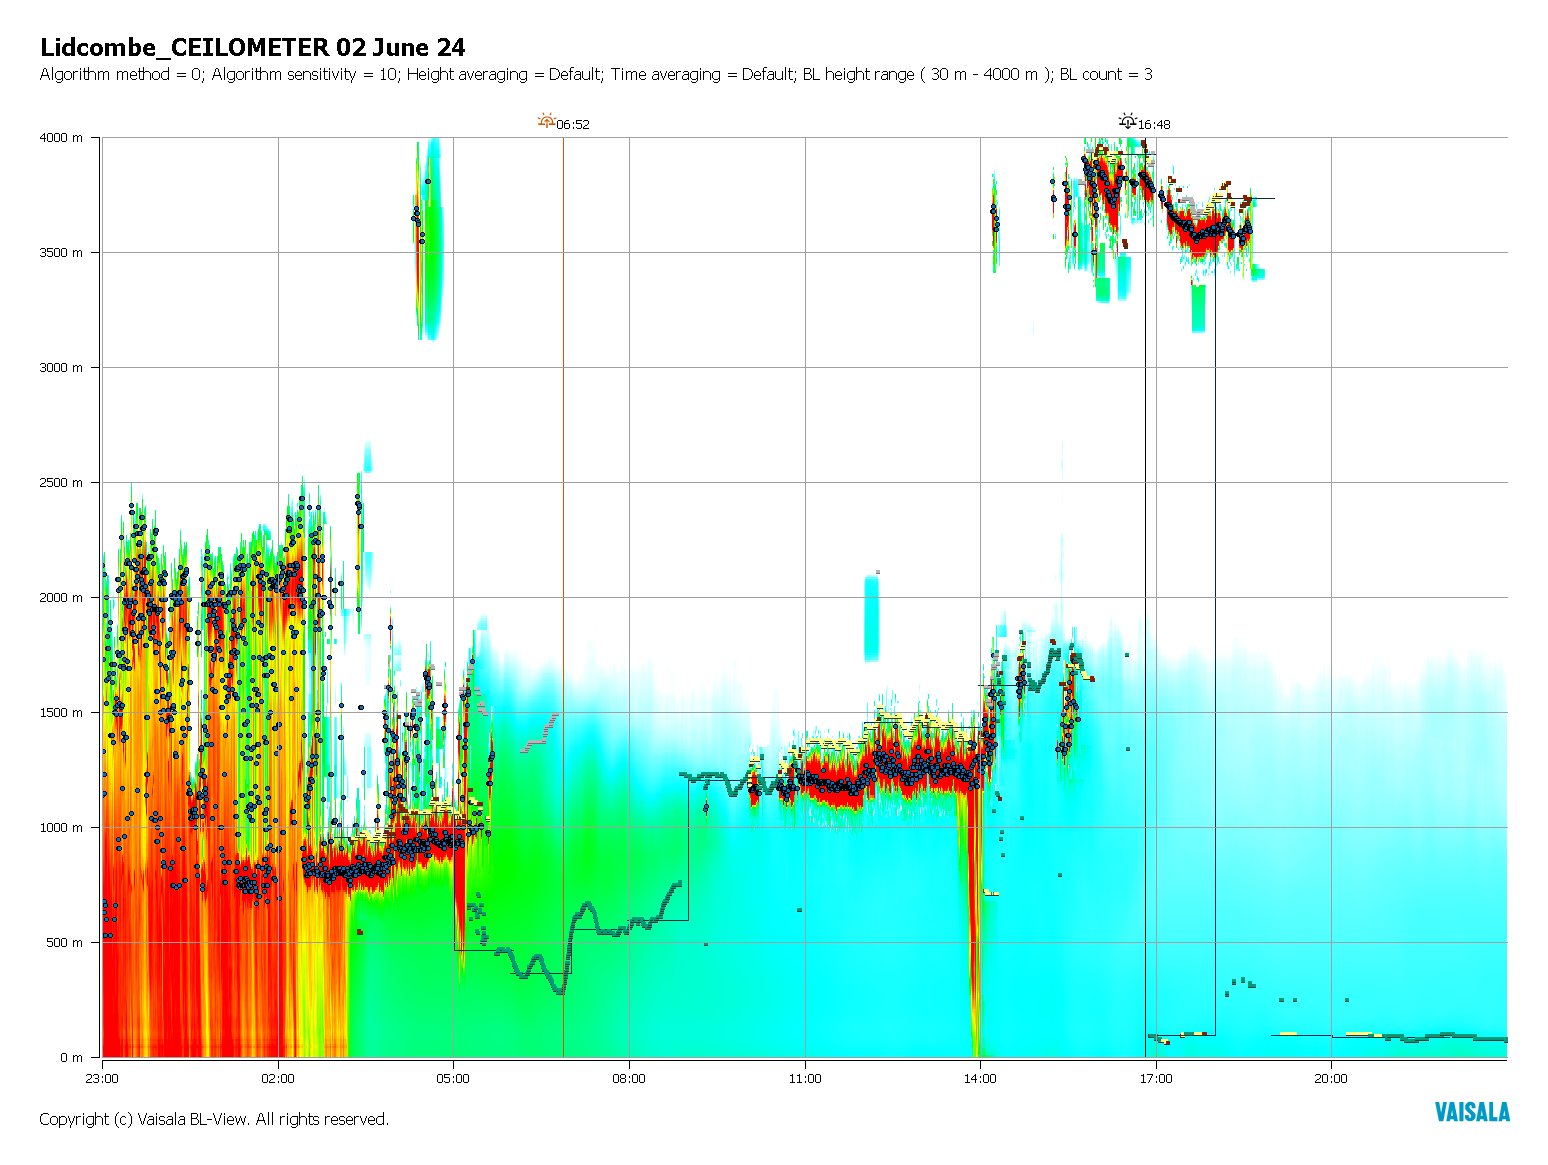 Lidcombe_CEILOMETER 02 June 24
Algorithm method = 0; Algorithm sensitivity = 10; Height averaging = Default; Time averaging = Default; BL height range ( 30 m - 4000 m ); BL count = 3
06:52
16:48
4000 m
3500 m
3000 m
2500 m
2000 m
1500 m
1000 m
500 m
0 m
23:00
02:00
05:00
08:00
11:00
14:00
17:00
20:00
Copyright (c) Vaisala BL-View. All rights reserved.
VAISALA